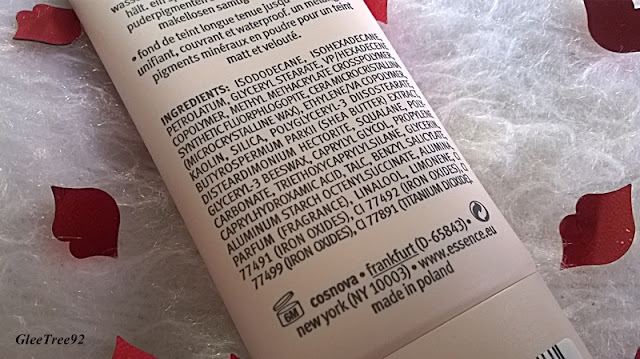 puderpigmenten
makellosen samtig
• fond de teint longue tenue jusqu
unifiant, couvrant et waterproof. un mé
pigments minéraux en poudre pour un teint
matt et velouté.
INGREDIENTS: ISODODECANE, ISOHEXADECANE,
PETROLATUM, GLYCERYL STEARATE, VP/HEXADECENE
COPOLYMER, METHYL METHACRYLATE CROSSPOLYMER,
SYNTHETIC FLUORPHLOGOPITE, CERA MICROCRISTALLINA
(MICROCRYSTALLINE WAX), ETHYLENE/VA COPOLYMER,
KAOLIN, SILICA, POLYGLYCERYL-3 DIISOSTEARATE,
BUTYROSPERMUM PARKII (SHEA BUTTER) EXTRACT,
DISTEARDIMONIUM HECTORITE, SQUALANE, POLY-
GLYCERYL-3 BEESWAX, CAPRYLYL GLYCOL, PROPYLENE
CARBONATE, TRIETHOXYCAPRYLYLSILANE, GLYCERIN,
CAPRYLHYDROXAMIC ACID, TALC, BENZYL SALICYLATE,
ALUMINUM STARCH OCTENYLSUCCINATE, ALUMINA,
PARFUM (FRAGRANCE), LINALOOL, LIMONENE, CI
77491 (IRON OXIDES), CI 77492 (IRON OXIDES), CI
77499 (IRON OXIDES), CI 77891 (TITANIUM DIOXIDE).
6M
cosnova • frankfurt (D-65843) •
new york (NY 10003) • www.essence.eu
made in poland
GleeTree92